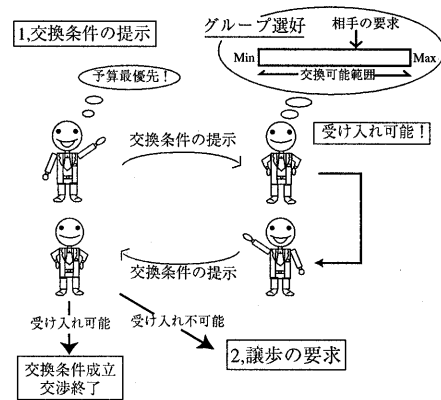 1,交換条件の提示
グループ選好
相手の要求
Min
Max
交換可能範囲
予算最優先！
交換条件の提示
受け入れ可能！
交換条件の提示
受け入れ可能
受け入れ不可能
交換条件成立
交渉終了
2,譲歩の要求